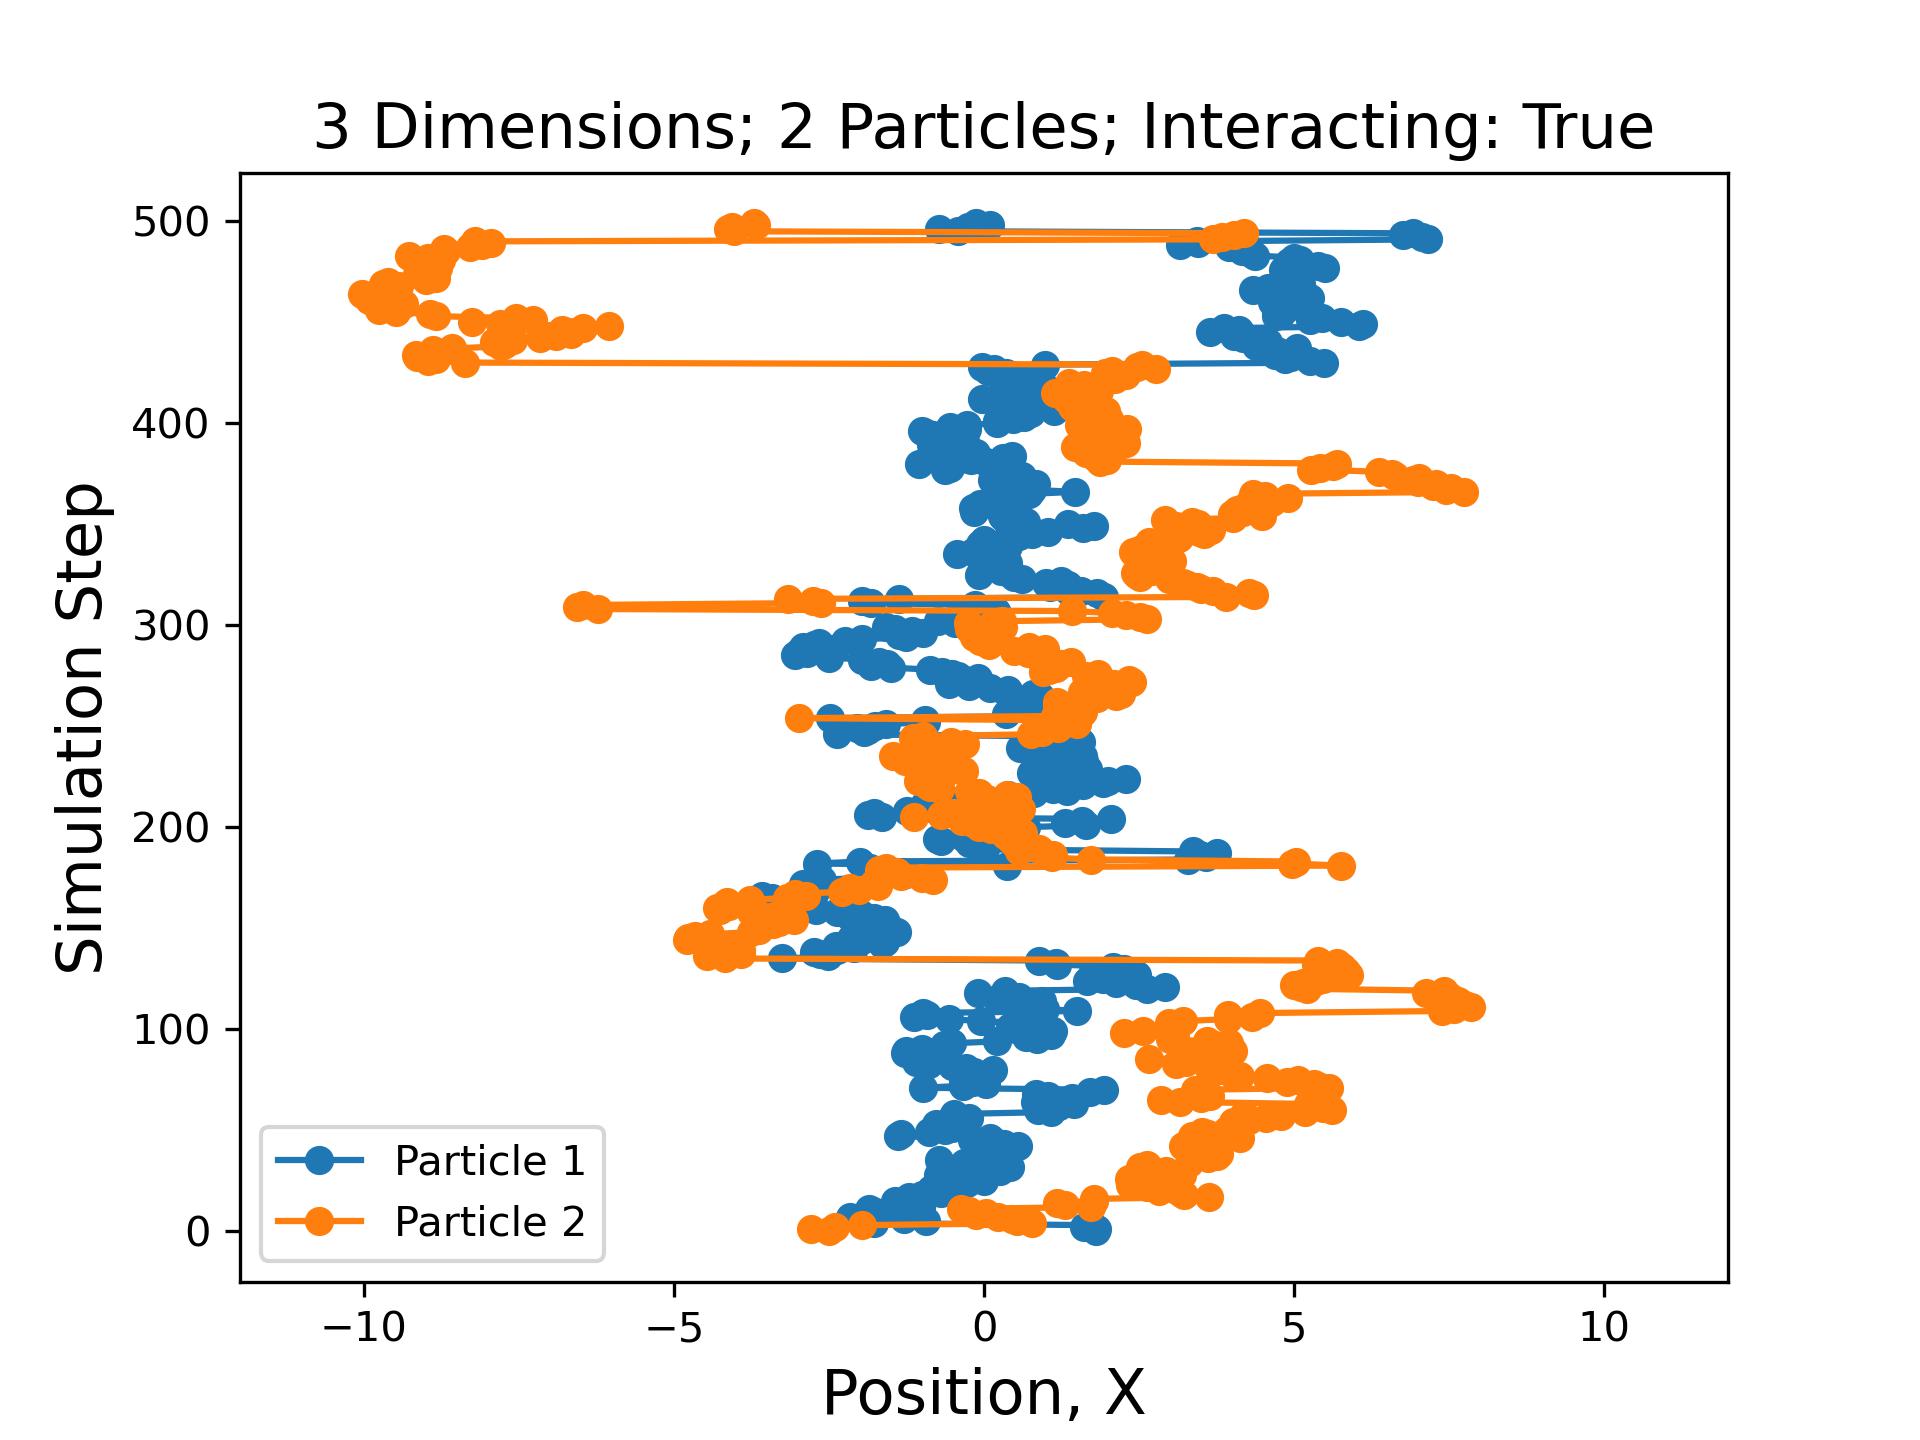 3 Dimensions; 2 Particles; Interacting: True
Simulation Step
500
400
300
200
100
0
Particle 1
Particle 2
−10
−5
0
5
10
Position, X